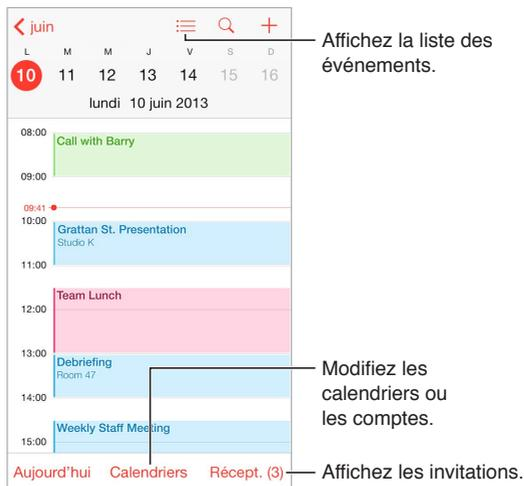 juin
L M M J V S D
10 11 12 13 14 15 16
lundi 10 juin 2013
08:00
Call with Barry
09:00
09:41
10:00
Grattan St. Presentation
Studio K
11:00
Team Lunch
12:00
13:00
Debriefing
Room 47
14:00
Weekly Staff Meeting
15:00
Aujourd'hui Calendriers Récept. (3)
Affichez la liste des
événements.
Modifiez les
calendriers ou
les comptes.
Affichez les invitations.